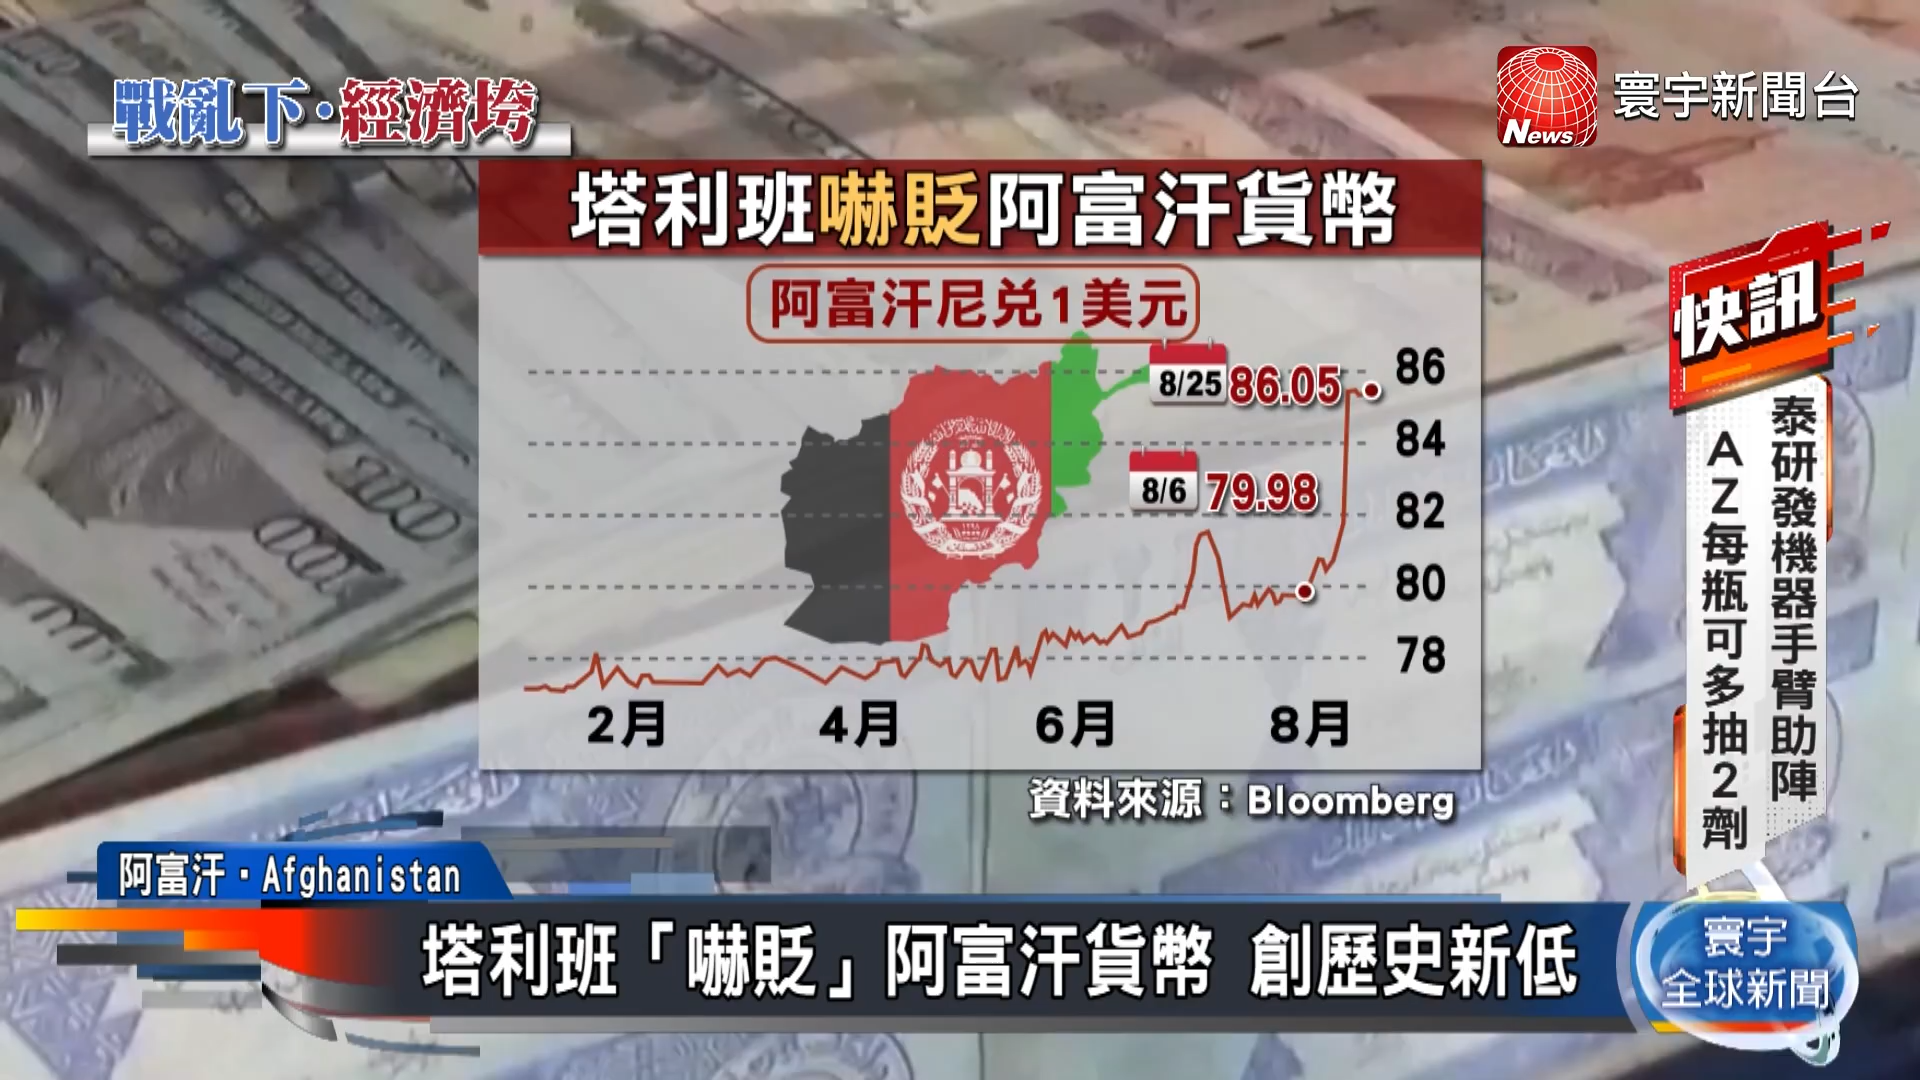 戰亂下·經濟垮
News
寰宇新聞台
塔利班嚇貶阿富汗貨幣
阿富汗尼兌1美元
8/25 86.05
8/6 79.98
86
84
82
80
78
2月 4月 6月 8月
資料來源：Bloomberg
快訊
泰研發機器手臂助陣
AZ每瓶可多抽2劑
阿富汗·Afghanistan
塔利班「嚇貶」阿富汗貨幣 創歷史新低
寰宇
全球新聞